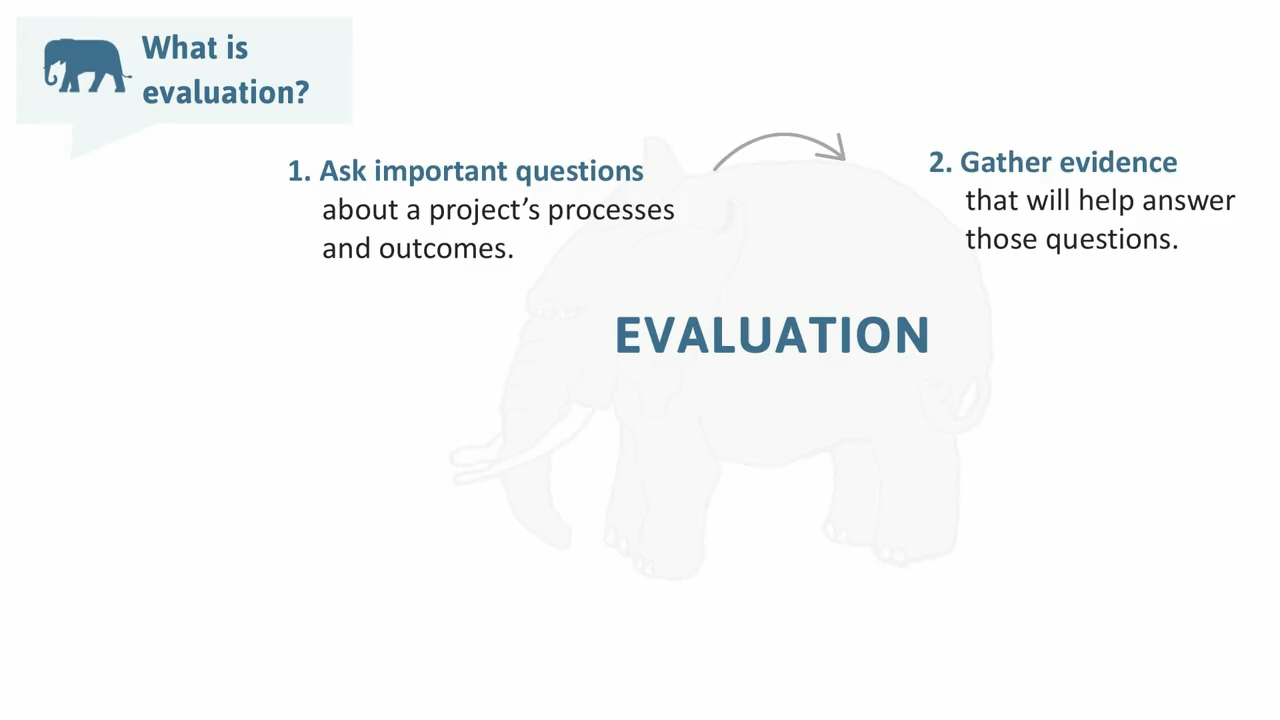 What is
evaluation?
1. Ask important questions
about a project’s processes
and outcomes.
2. Gather evidence
that will help answer
those questions.
EVALUATION